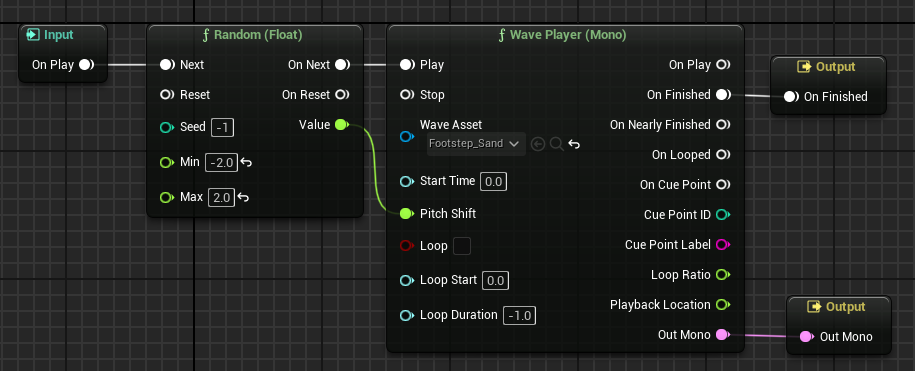 Input
On Play
Random (Float)
Next
On Next
Reset
On Reset
Seed -1
Value
Min -2.0
Max 2.0
Wave Player (Mono)
Play
On Play
Stop
On Finished
Wave Asset
Footstep_Sand
On Nearly Finished
On Looped
Start Time 0.0
On Cue Point
Pitch Shift
Cue Point ID
Loop
Cue Point Label
Loop Start 0.0
Loop Ratio
Loop Duration -1.0
Playback Location
Out Mono
Output
On Finished
Output
Out Mono